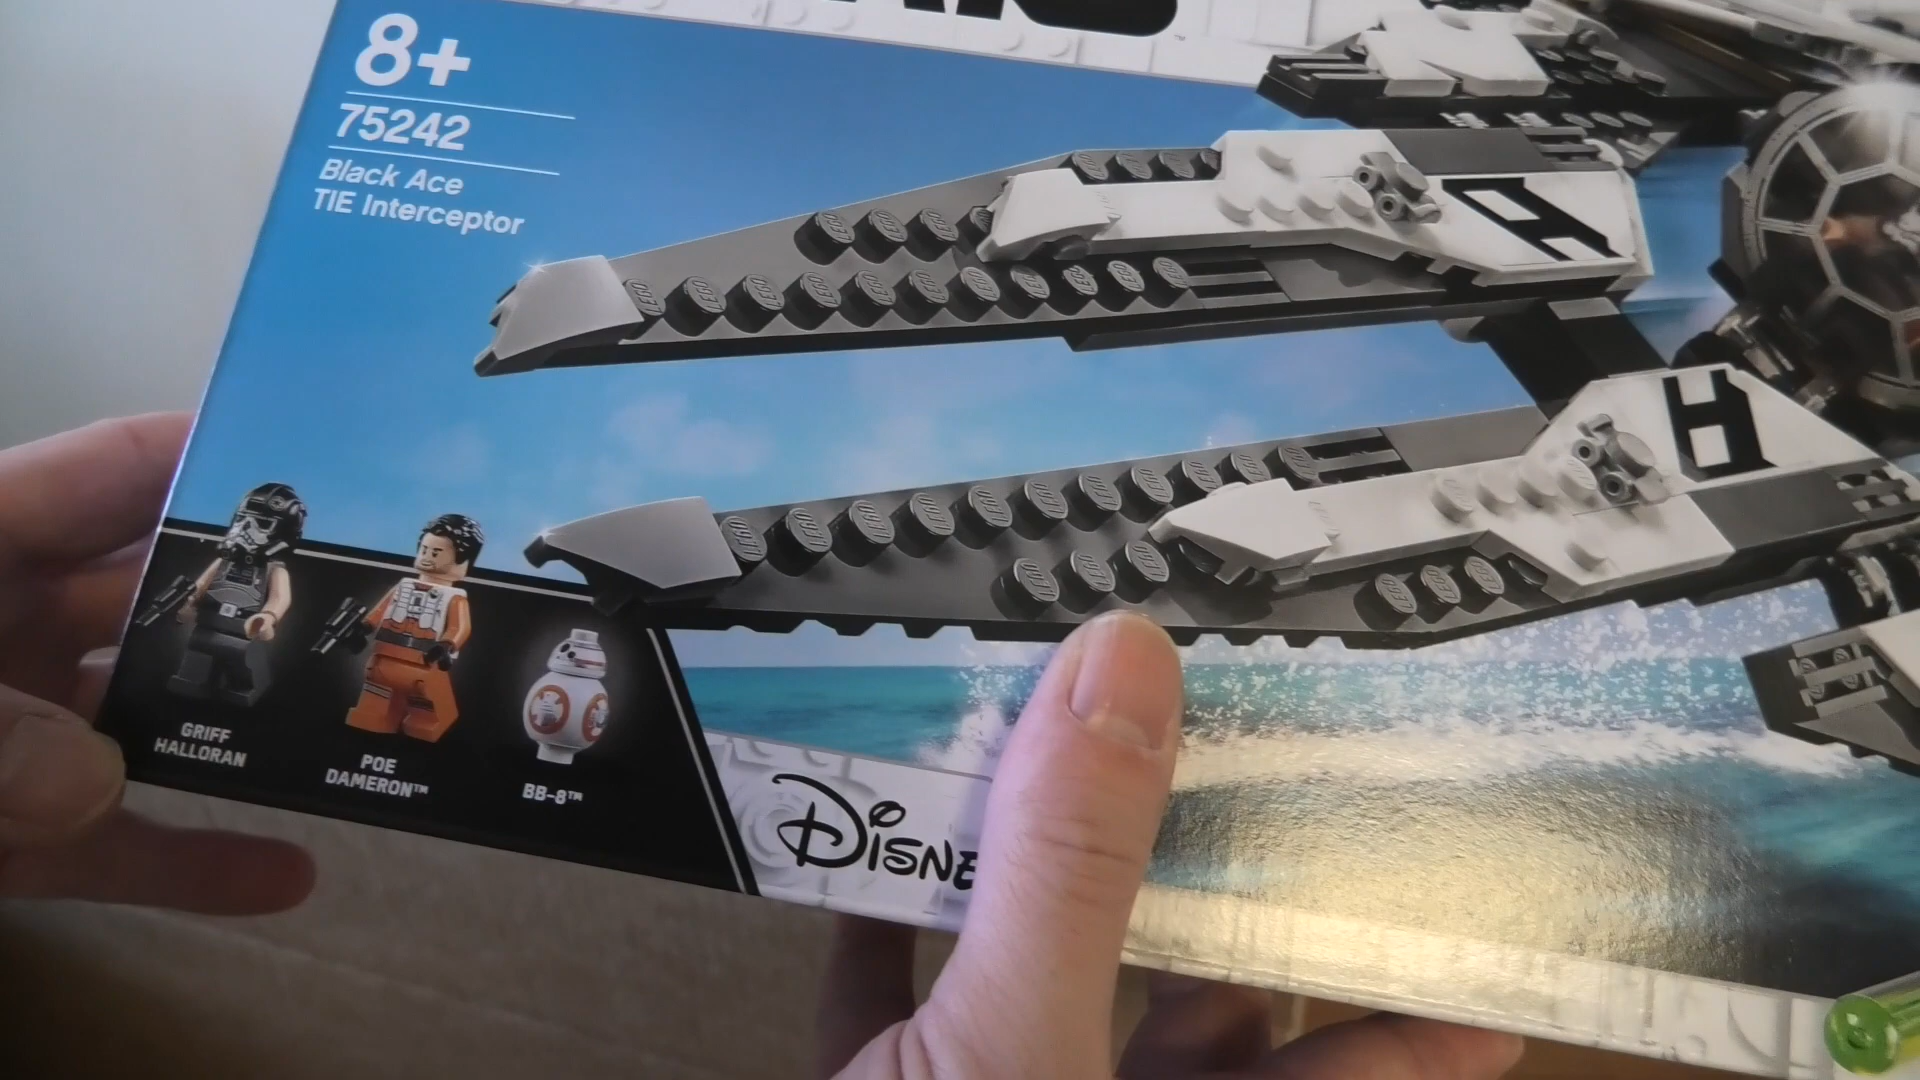 8+
75242
Black Ace
TIE Interceptor
GRIFF
HALLORAN
POE
DAMERON™
BB-8™
DISNE